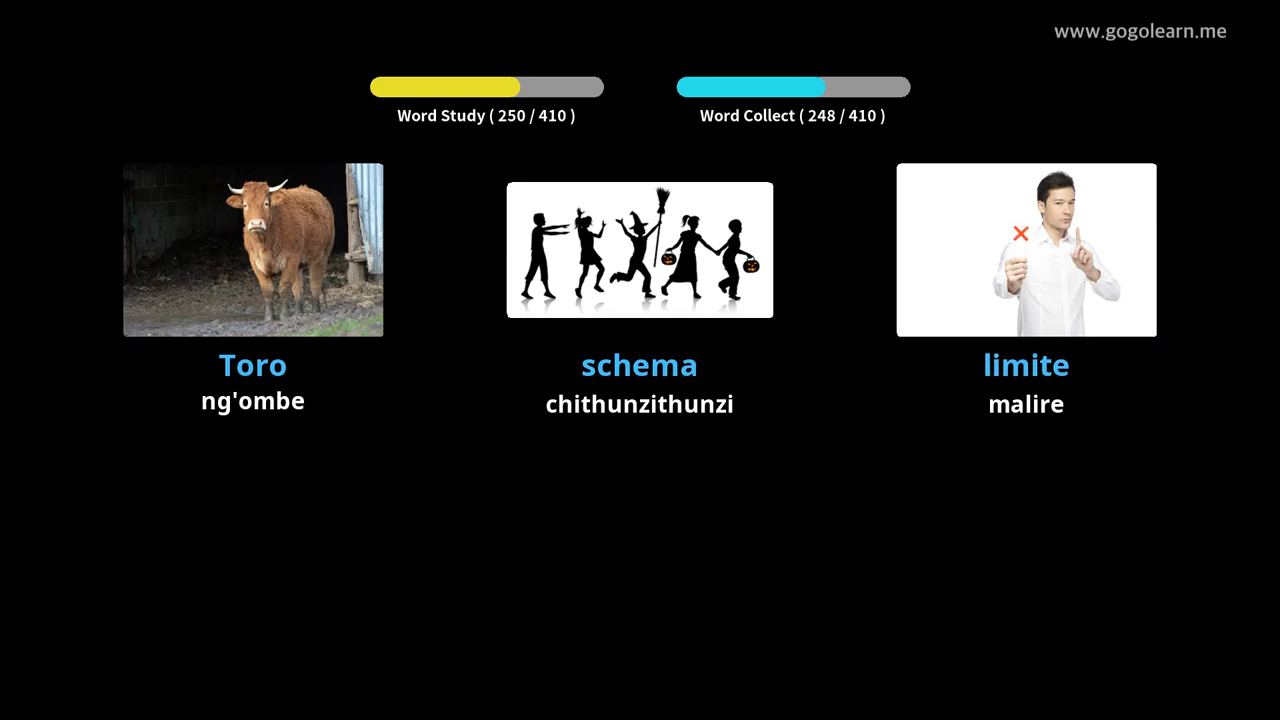 www.gogolearn.me
Word Study ( 250 / 410 )
Word Collect ( 248 / 410 )
Toro
ng'ombe
schema
chithunzithunzi
limite
malire